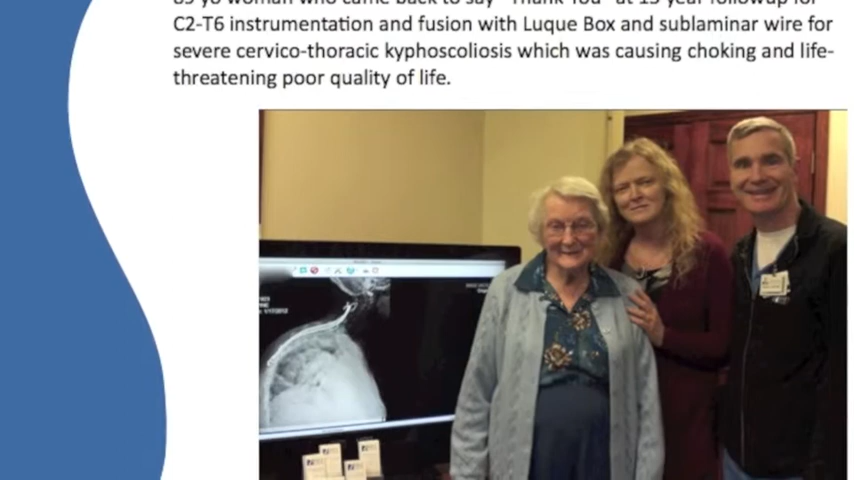 89 yo woman who came back to say "Thank You" at 15 year followup for
C2-T6 instrumentation and fusion with Luque Box and sublaminar wire for
severe cervico-thoracic kyphoscoliosis which was causing choking and life-
threatening poor quality of life.